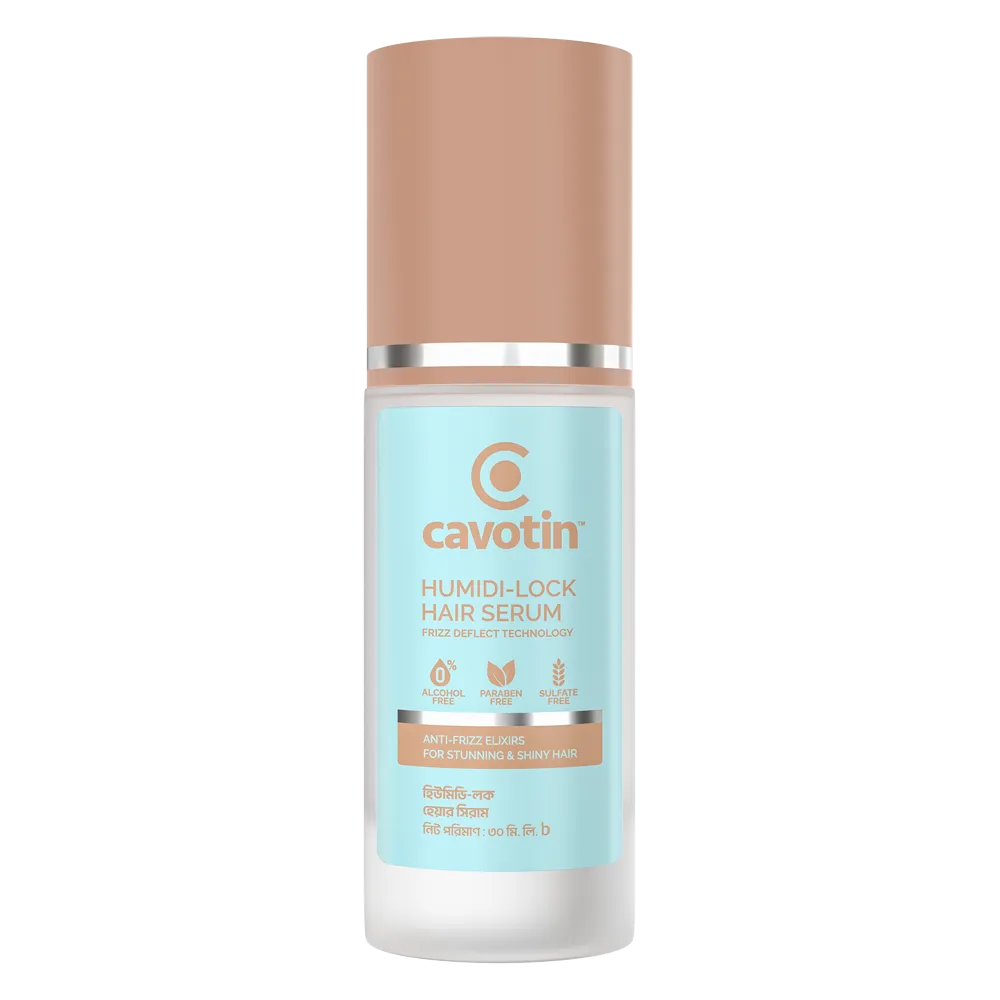 cavotin™
HUMIDI-LOCK
HAIR SERUM
FRIZZ DEFLECT TECHNOLOGY
0%
ALCOHOL FREE
PARABEN FREE
SULFATE FREE
ANTI-FRIZZ ELIXIRS
FOR STUNNING & SHINY HAIR
হিউমিডি-লক
হেয়ার সিরাম
নিট পরিমাণ : ৩০ মি. লি. b